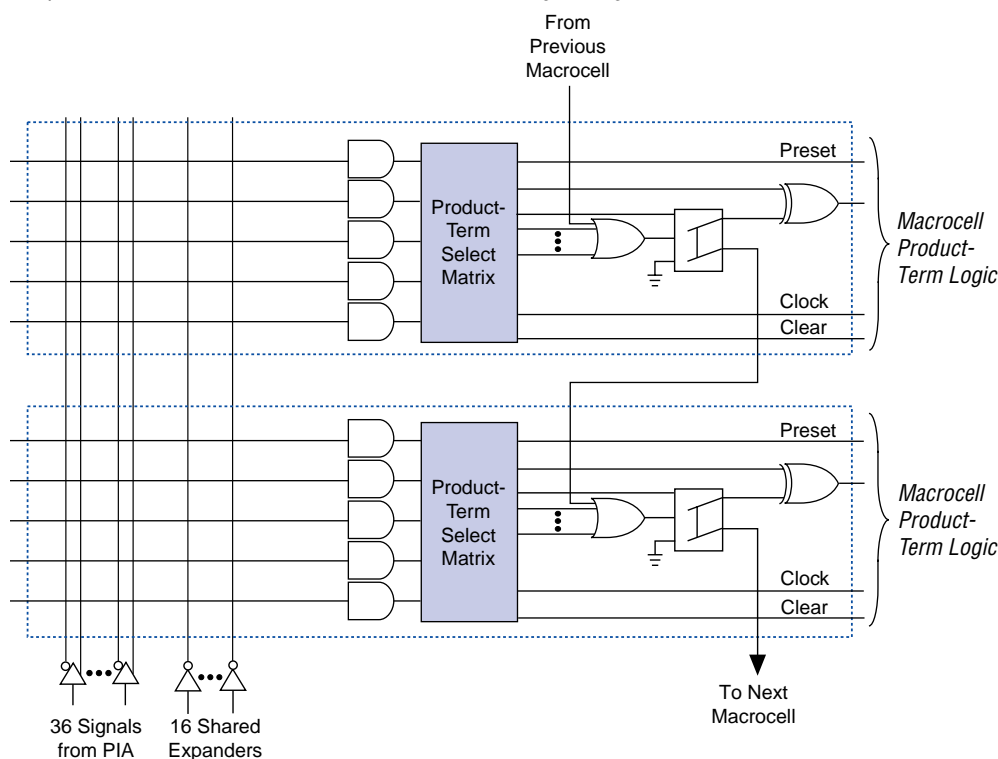 From
Previous
Macrocell
Preset
Product-
Term
Select
Matrix
Macrocell
Product-
Term Logic
Clock
Clear
Preset
Product-
Term
Select
Matrix
Macrocell
Product-
Term Logic
Clock
Clear
36 Signals
from PIA
16 Shared
Expanders
To Next
Macrocell